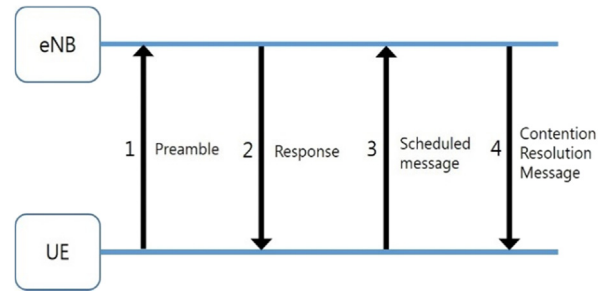 eNB
1 Preamble
2 Response
3 Scheduled
message
4 Contention
Resolution
Message
UE